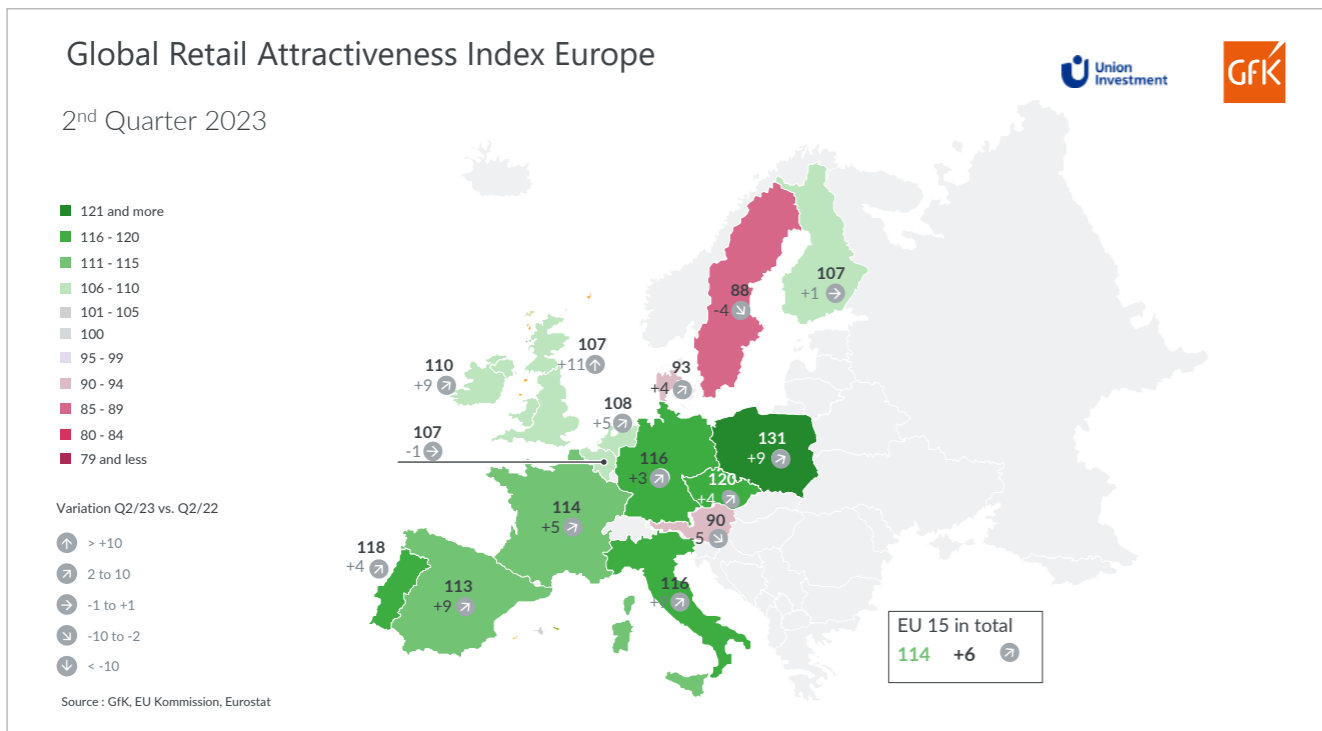 Global Retail Attractiveness Index Europe
Union
Investment
GFK
2nd Quarter 2023
121 and more
116 - 120
111 - 115
106 - 110
101 - 105
100
95 - 99
90 - 94
85 - 89
80 - 84
79 and less
Variation Q2/23 vs. Q2/22
> +10
2 to 10
-1 to +1
-10 to -2
< -10
Source : GfK, EU Kommission, Eurostat
107
+1
88
-4
107
+11
110
+9
93
+4
108
+5
107
-1
131
+9
116
+3
120
+4
114
+5
90
-5
118
+4
113
+9
116
EU 15 in total
114 +6